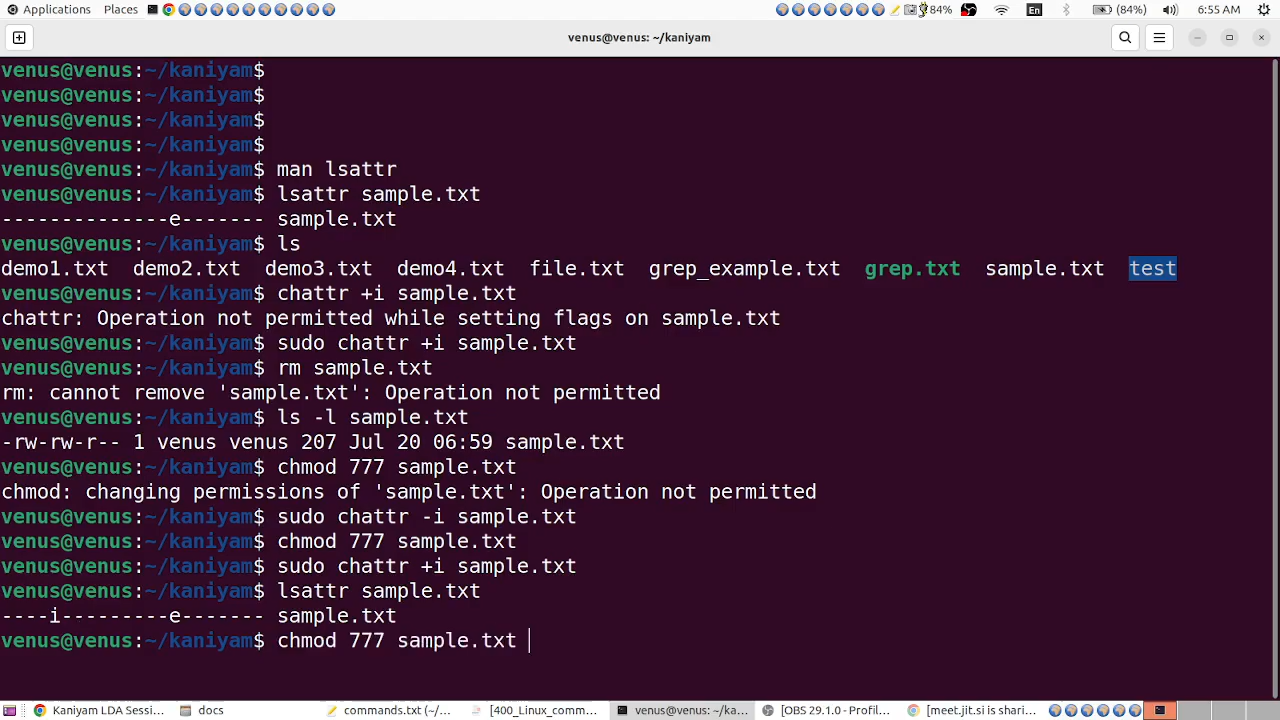 Applications Places 84% En (84%) 6:55 AM
venus@venus: ~/kaniyam
venus@venus:~/kaniyam$
venus@venus:~/kaniyam$
venus@venus:~/kaniyam$
venus@venus:~/kaniyam$
venus@venus:~/kaniyam$ man lsattr
venus@venus:~/kaniyam$ lsattr sample.txt
--------------e------- sample.txt
venus@venus:~/kaniyam$ ls
demo1.txt demo2.txt demo3.txt demo4.txt file.txt grep_example.txt grep.txt sample.txt test
venus@venus:~/kaniyam$ chattr +i sample.txt
chattr: Operation not permitted while setting flags on sample.txt
venus@venus:~/kaniyam$ sudo chattr +i sample.txt
venus@venus:~/kaniyam$ rm sample.txt
rm: cannot remove 'sample.txt': Operation not permitted
venus@venus:~/kaniyam$ ls -l sample.txt
-rw-rw-r-- 1 venus venus 207 Jul 20 06:59 sample.txt
venus@venus:~/kaniyam$ chmod 777 sample.txt
chmod: changing permissions of 'sample.txt': Operation not permitted
venus@venus:~/kaniyam$ sudo chattr -i sample.txt
venus@venus:~/kaniyam$ chmod 777 sample.txt
venus@venus:~/kaniyam$ sudo chattr +i sample.txt
venus@venus:~/kaniyam$ lsattr sample.txt
----i---------e------- sample.txt
venus@venus:~/kaniyam$ chmod 777 sample.txt
Kaniyam LDA Sessi... docs commands.txt (~/... [400_Linux_comm... venus@venus: ~/ka... [OBS 29.1.0 - Profil... [meet.jit.si is sharin...